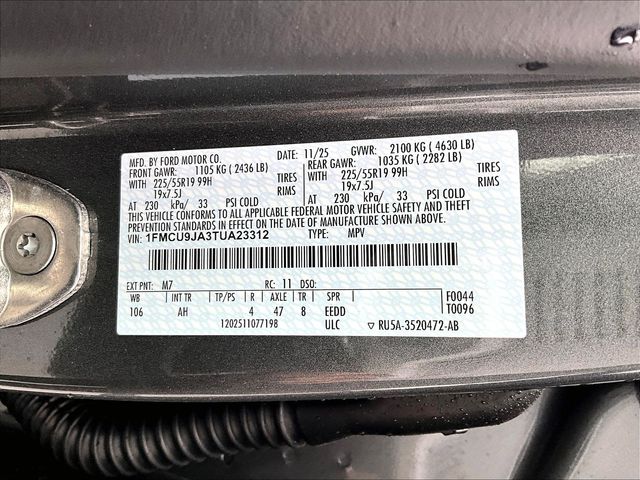 MFD. BY FORD MOTOR CO. DATE: 11/25 GVWR: 2100 KG ( 4630 LB)
FRONT GAWR: 1105 KG ( 2436 LB) REAR GAWR: 1035 KG ( 2282 LB)
WITH 225/55R19 99H TIRES WITH 225/55R19 99H TIRES
19x7.5J RIMS 19x7.5J RIMS
AT 230 kPa/ 33 PSI COLD AT 230 kPa/ 33 PSI COLD
THIS VEHICLE CONFORMS TO ALL APPLICABLE FEDERAL MOTOR VEHICLE SAFETY AND THEFT
PREVENTION STANDARDS IN EFFECT ON THE DATE OF MANUFACTURE SHOWN ABOVE.
VIN: 1FMCU9JA3TUA23312 TYPE: MPV
EXT PNT: M7 RC: 11 DSO:
WB INT TR TP/PS R AXLE TR SPR F0044
106 AH 4 47 8 EEDD T0096
1202511077198 ULC ▽ RU5A-3520472-AB